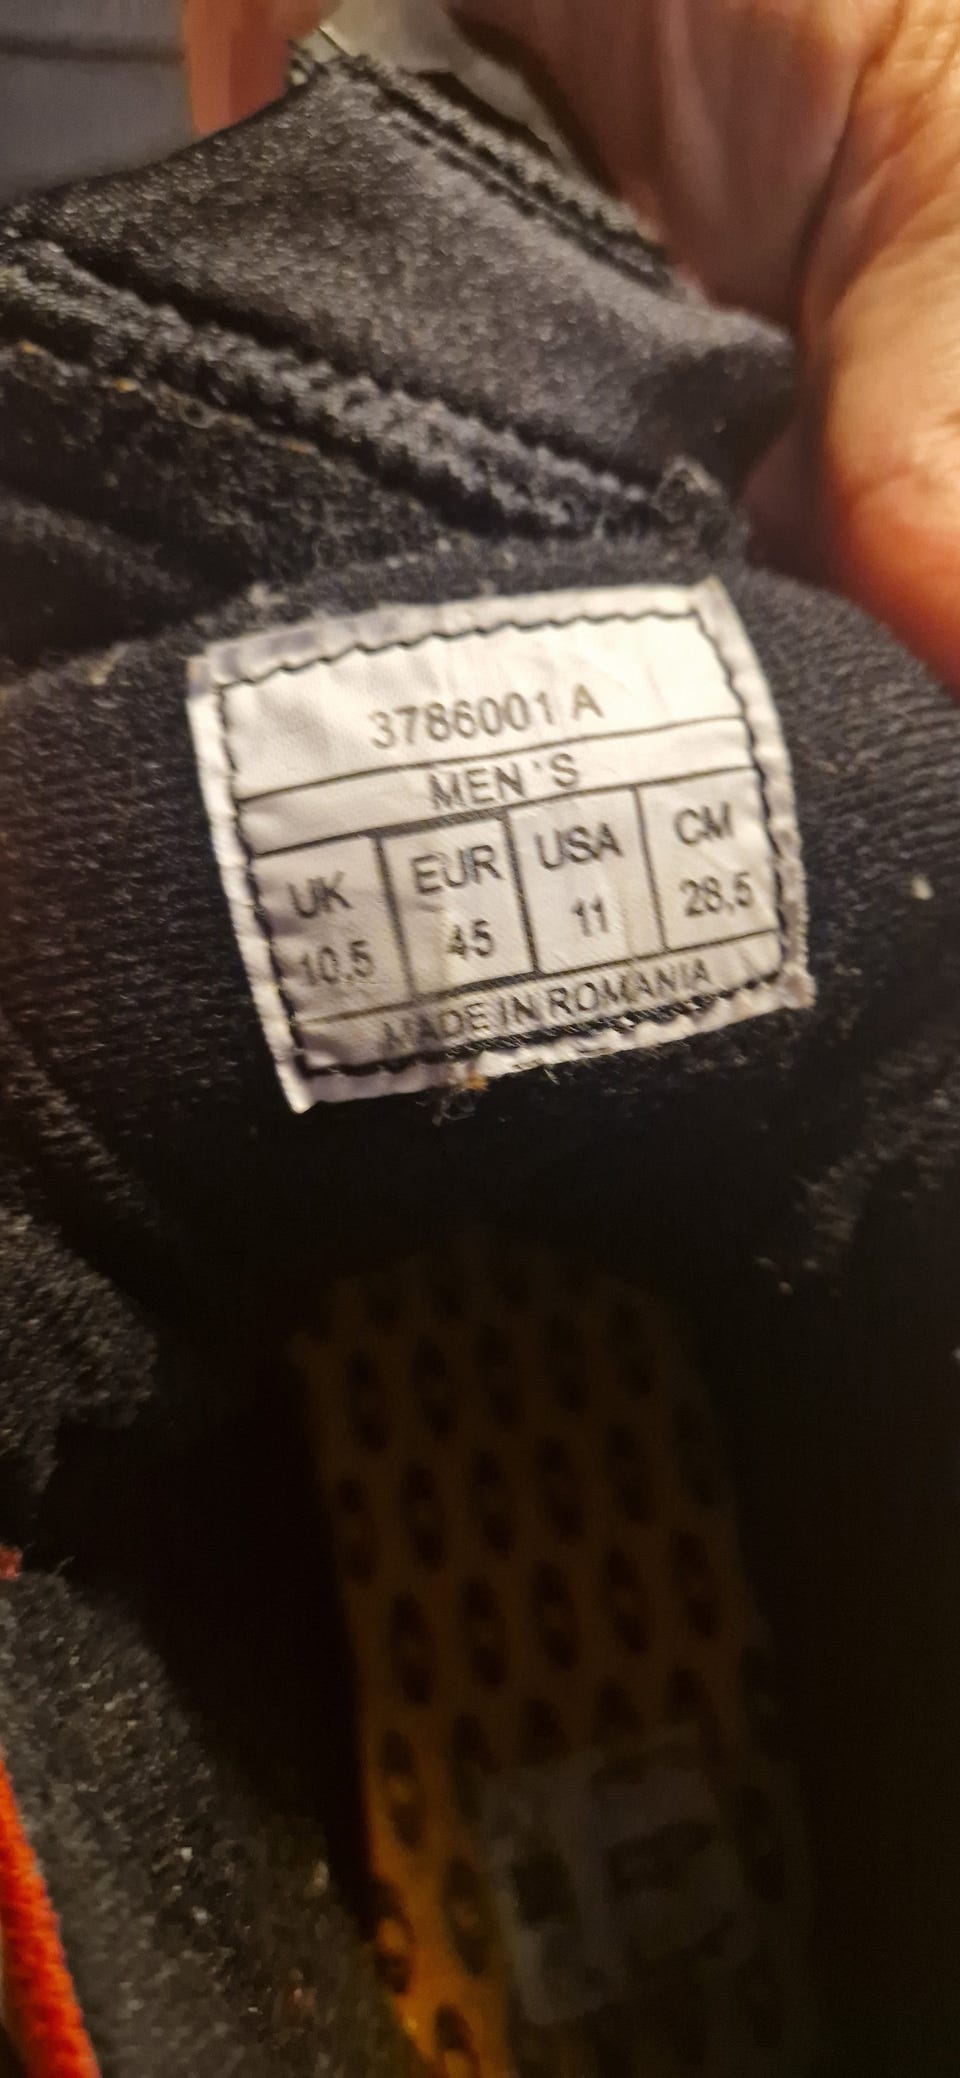 3786001 A
MEN'S
UK EUR USA CM
10.5 45 11 28,5
MADE IN ROMANIA